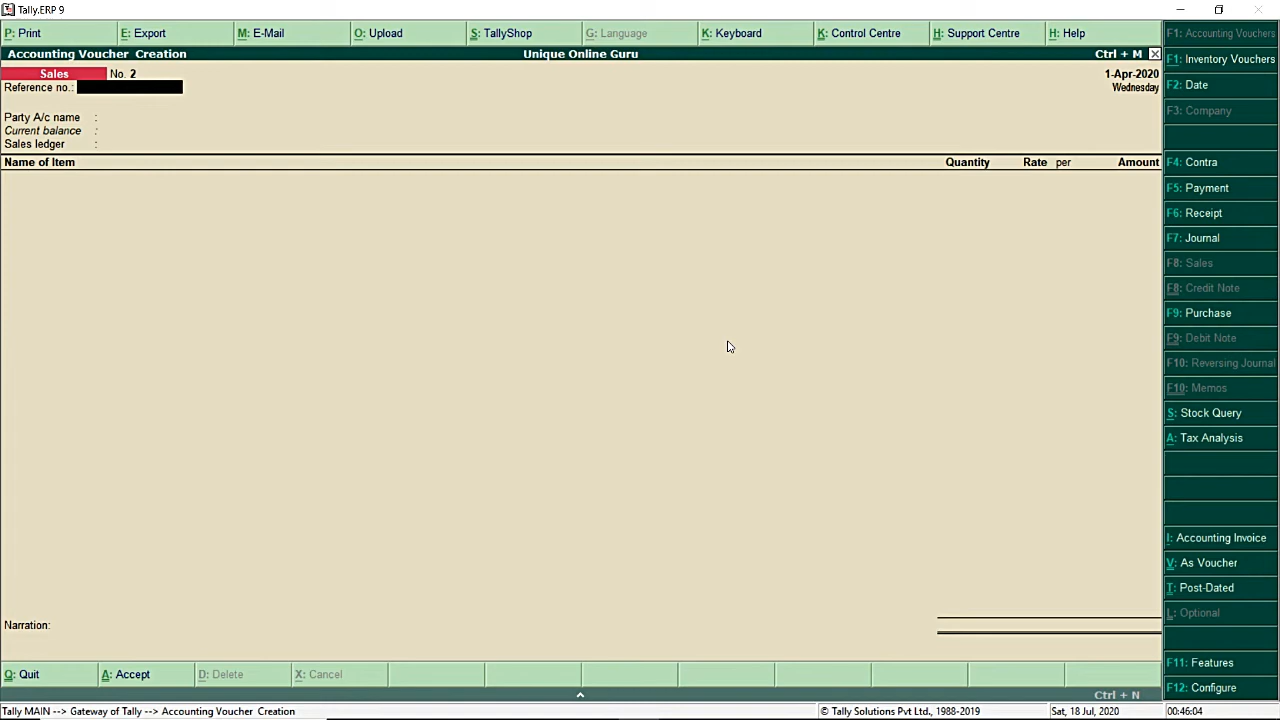 Tally.ERP 9
P: Print E: Export M: E-Mail O: Upload S: TallyShop G: Language K: Keyboard K: Control Centre H: Support Centre H: Help
Accounting Voucher Creation Unique Online Guru Ctrl + M
Sales No. 2 1-Apr-2020
Reference no.: Wednesday
Party A/c name :
Current balance :
Sales ledger :
Name of Item Quantity Rate per Amount
Narration:
Q: Quit A: Accept D: Delete X: Cancel
Ctrl + N
F1: Accounting Vouchers
F1: Inventory Vouchers
F2: Date
F3: Company
F4: Contra
F5: Payment
F6: Receipt
F7: Journal
F8: Sales
F8: Credit Note
F9: Purchase
F9: Debit Note
F10: Reversing Journal
F10: Memos
S: Stock Query
A: Tax Analysis
I: Accounting Invoice
V: As Voucher
T: Post-Dated
L: Optional
F11: Features
F12: Configure
Tally MAIN --> Gateway of Tally --> Accounting Voucher Creation © Tally Solutions Pvt Ltd., 1988-2019 Sat, 18 Jul, 2020 00:46:04